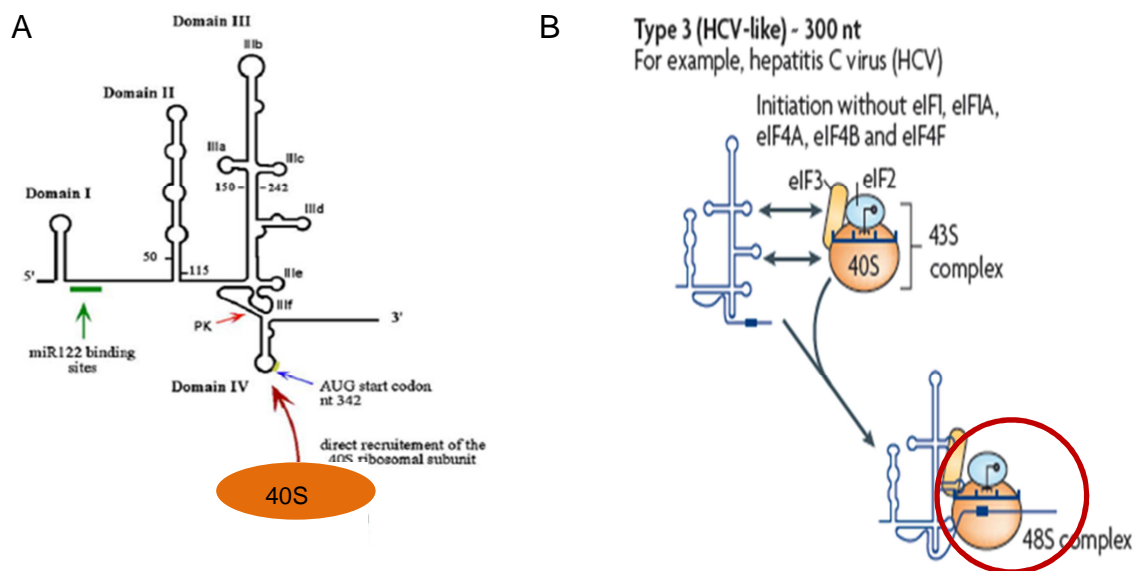 A
Domain III
IIIb
Domain II
IIIa
IIIc
150
242
Domain I
IIId
50
115
IIIe
5'
IIIf
PK
3'
miR122 binding
sites
Domain IV
AUG start codon
nt 342
direct recruitement of the
40S ribosomal subunit
40S
B
Type 3 (HCV-like) - 300 nt
For example, hepatitis C virus (HCV)
Initiation without eIF1, eIF1A,
eIF4A, eIF4B and eIF4F
eIF3
eIF2
40S
43S
complex
48S complex